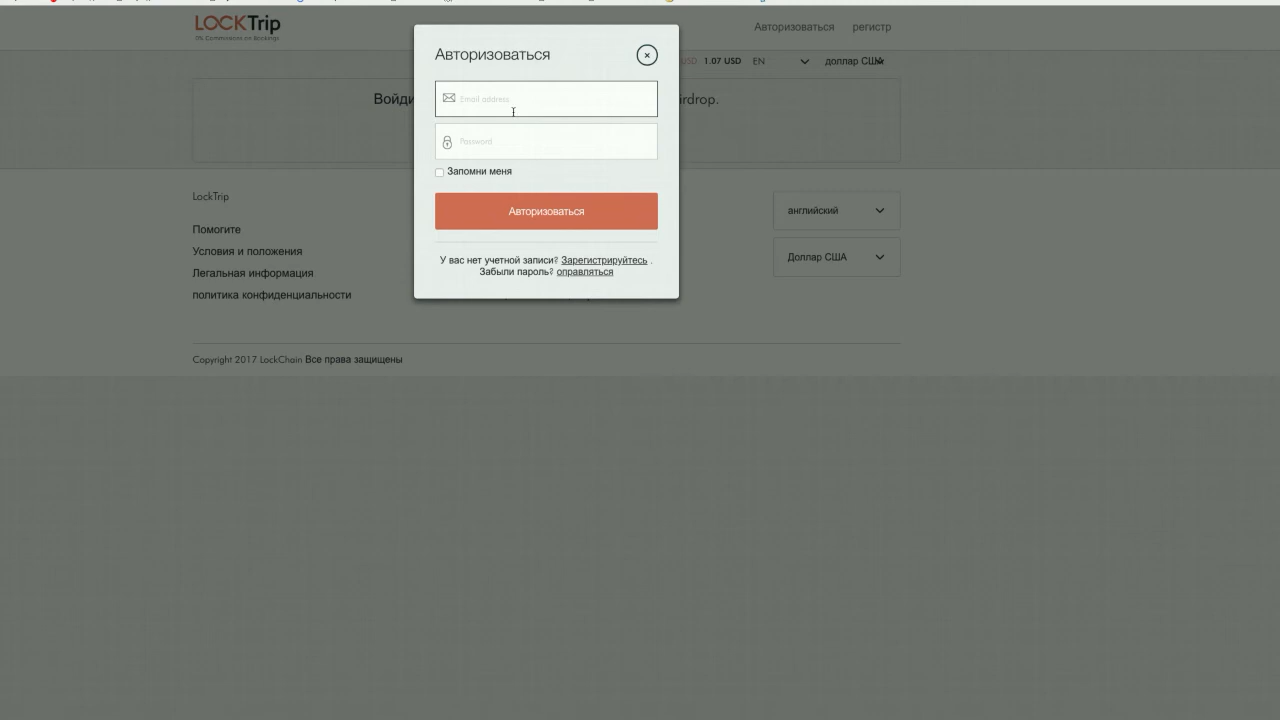 LOCKTrip
0% Commissions on Bookings
Авторизоваться регистр
USD 1.07 USD EN доллар США
Войди
irdrop.
Авторизоваться
Email address
Password
Запомни меня
Авторизоваться
У вас нет учетной записи? Зарегистрируйтесь .
Забыли пароль? оправляться
LockTrip
Помогите
Условия и положения
Легальная информация
политика конфиденциальности
английский
Доллар США
Copyright 2017 LockChain Все права защищены